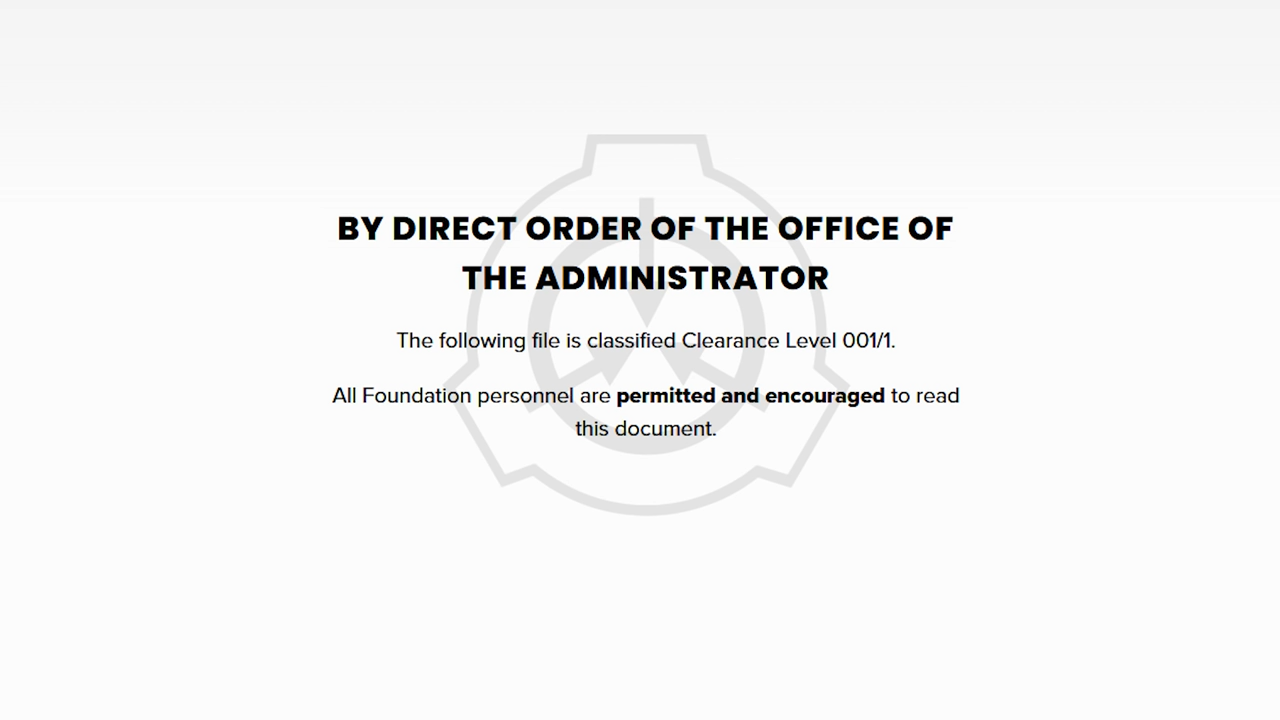 BY DIRECT ORDER OF THE OFFICE OF
THE ADMINISTRATOR
The following file is classified Clearance Level 001/1.
All Foundation personnel are permitted and encouraged to read
this document.